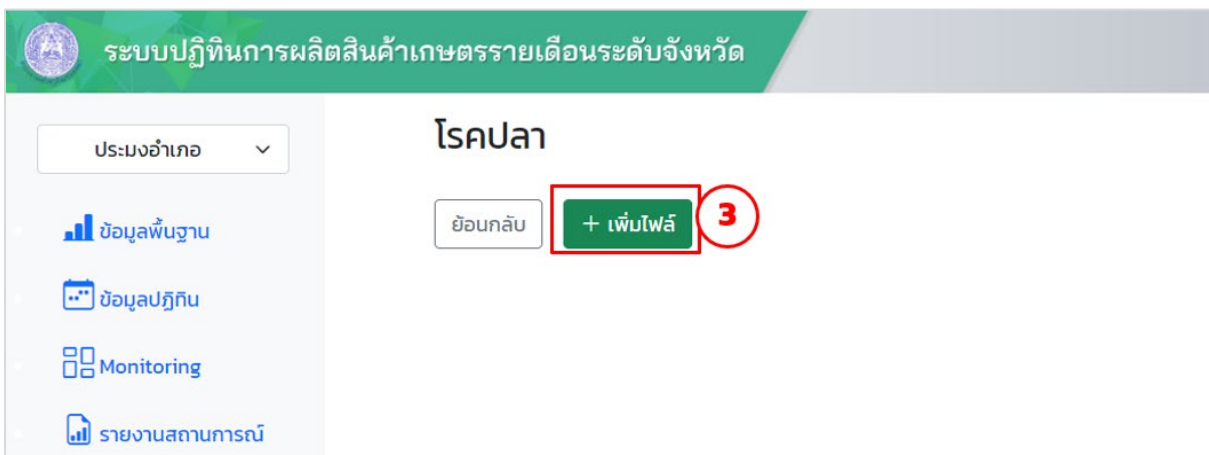 ระบบปฏิทินการผลิตสินค้าเกษตรรายเดือนระดับจังหวัด
ประมงอำเภอ
โรคปลา
ย้อนกลับ
+ เพิ่มไฟล์
3
ข้อมูลพื้นฐาน
ข้อมูลปฏิทิน
Monitoring
รายงานสถานการณ์